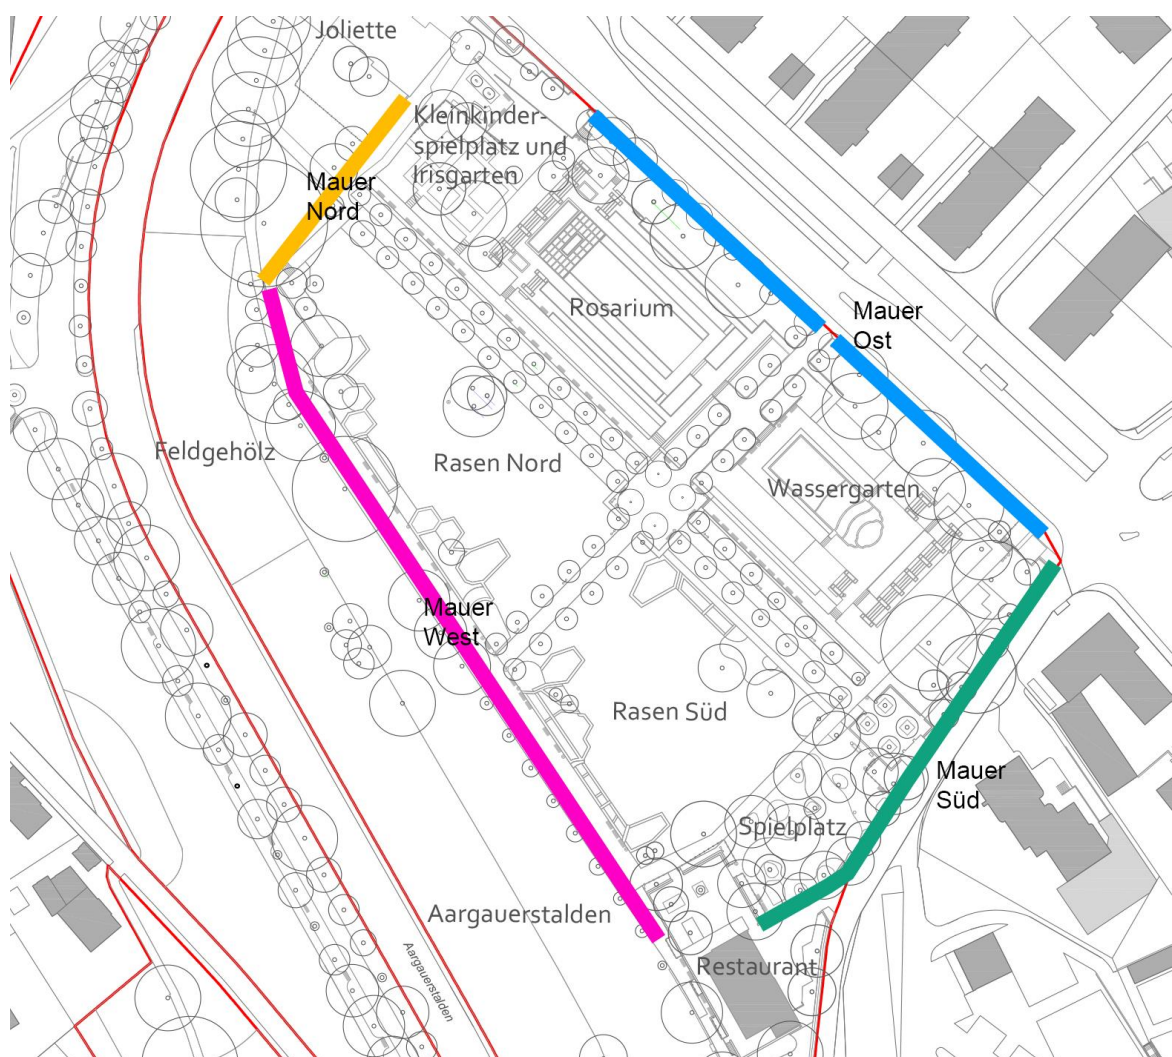 Joliette
Kleinkinder-
spielplatz und
Irisgarten
Mauer
Nord
Rosarium
Mauer
Ost
Feldgehölz
Rasen Nord
Wassergarten
Mauer
West
Rasen Süd
Mauer
Süd
Spielplatz
Aargauerstalden
Restaurant
Aargauerstalden